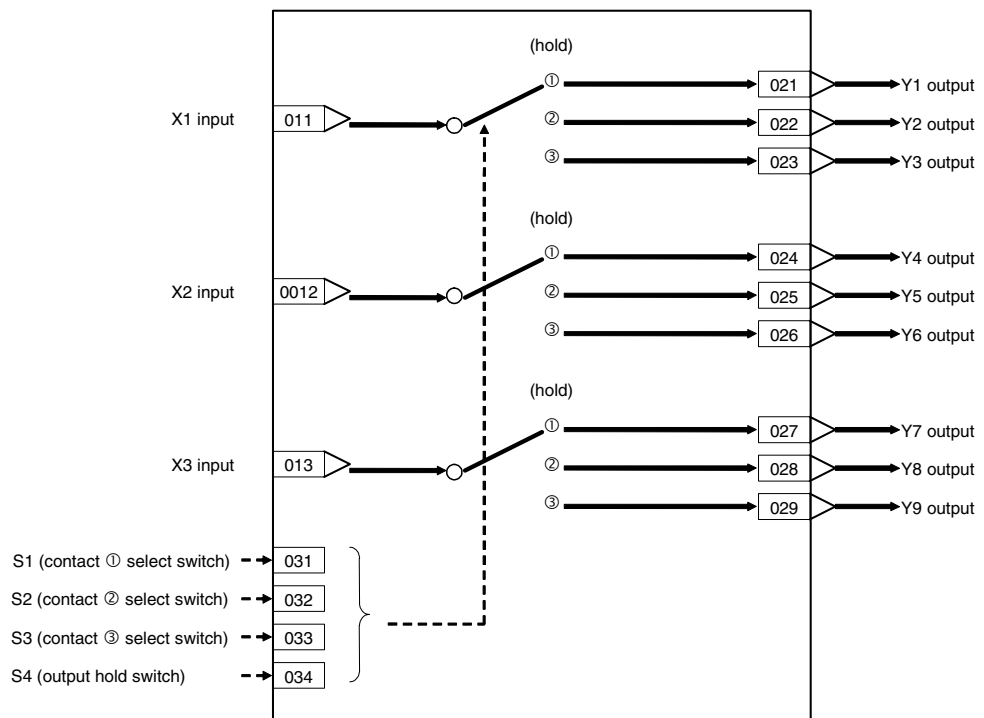 (hold)
① 021 Y1 output
X1 input 011
② 022 Y2 output
③ 023 Y3 output
(hold)
① 024 Y4 output
X2 input 0012
② 025 Y5 output
③ 026 Y6 output
(hold)
① 027 Y7 output
X3 input 013
② 028 Y8 output
③ 029 Y9 output
S1 (contact ① select switch) 031
S2 (contact ② select switch) 032
S3 (contact ③ select switch) 033
S4 (output hold switch) 034